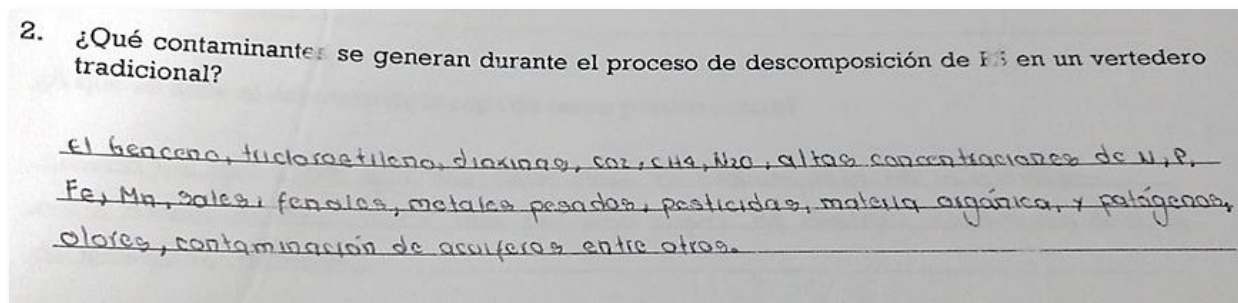 2. ¿Qué contaminantes se generan durante el proceso de descomposición de RS en un vertedero
tradicional?
El benceno, tricloroetileno, dioxinas, CO2, CH4, N2O, altas concentraciones de N, P,
Fe, Mn, sales, fenoles, metales pesados, pesticidas, materia orgánica, y patógenos,
olores, contaminación de acuiferos entre otros.